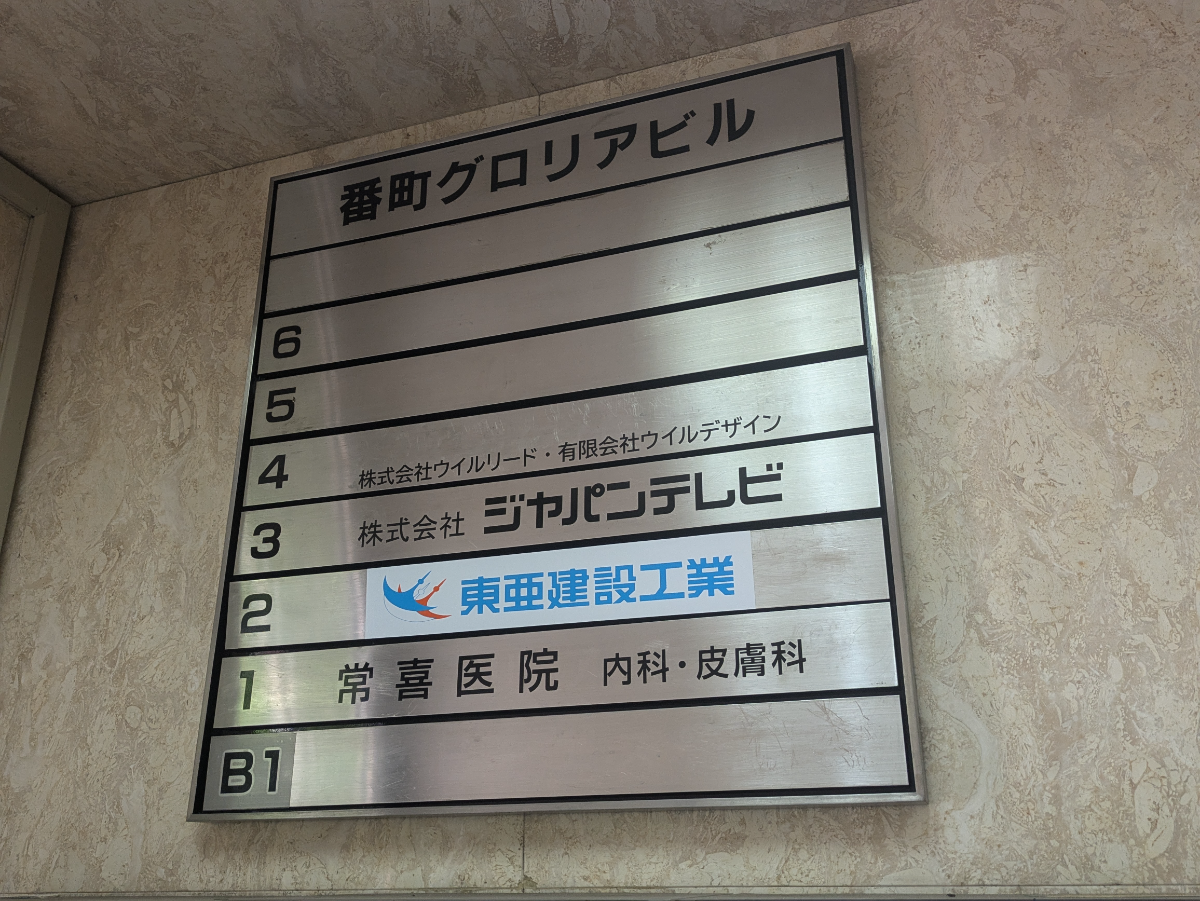 番町グロリアビル
6
5
4 株式会社ウイルリード・有限会社ウイルデザイン
3 株式会社 ジャパンテレビ
2 東亜建設工業
1 常喜医院 内科・皮膚科
B1